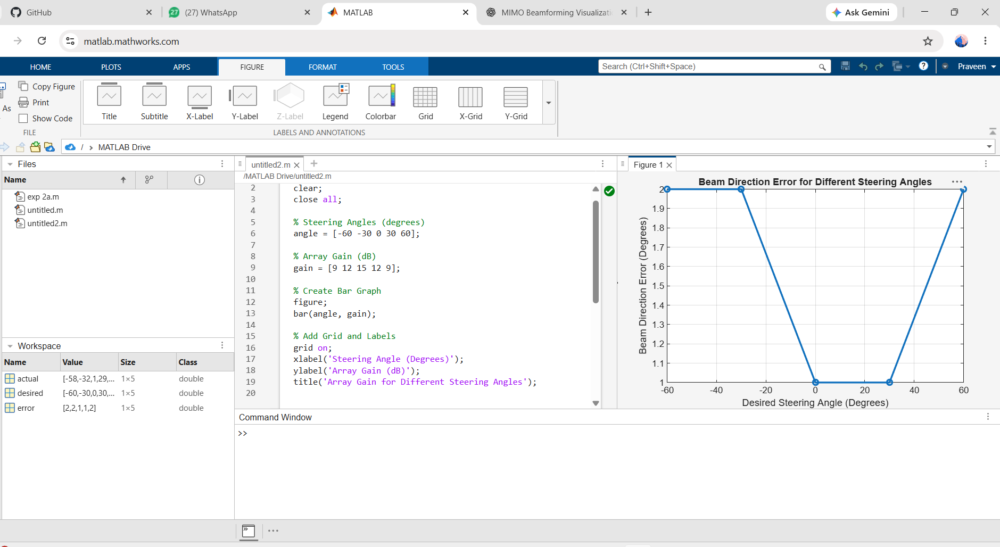 GitHub
27 (27) WhatsApp
MATLAB
MIMO Beamforming Visualizati
Ask Gemini
matlab.mathworks.com
HOME PLOTS APPS FIGURE FORMAT TOOLS
Search (Ctrl+Shift+Space)
Praveen
As
Copy Figure
Print
Show Code
FILE
Title Subtitle X-Label Y-Label Z-Label Legend Colorbar Grid X-Grid Y-Grid
LABELS AND ANNOTATIONS
/ › MATLAB Drive
Files
Name
exp 2a.m
untitled.m
untitled2.m
Workspace
Name Value Size Class
actual [-58,-32,1,29,... 1×5 double
desired [-60,-30,0,30,... 1×5 double
error [2,2,1,1,2] 1×5 double
untitled2.m
/MATLAB Drive/untitled2.m
2 clear;
3 close all;
4
5 % Steering Angles (degrees)
6 angle = [-60 -30 0 30 60];
7
8 % Array Gain (dB)
9 gain = [9 12 15 12 9];
10
11 % Create Bar Graph
12 figure;
13 bar(angle, gain);
14
15 % Add Grid and Labels
16 grid on;
17 xlabel('Steering Angle (Degrees)');
18 ylabel('Array Gain (dB)');
19 title('Array Gain for Different Steering Angles');
20
Figure 1
Beam Direction Error for Different Steering Angles
Beam Direction Error (Degrees)
2
1.9
1.8
1.7
1.6
1.5
1.4
1.3
1.2
1.1
1
-60 -40 -20 0 20 40 60
Desired Steering Angle (Degrees)
Command Window
>>